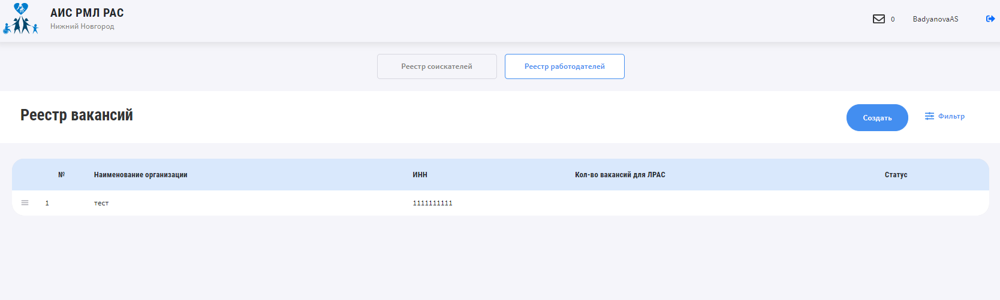 АИС РМЛ РАС
Нижний Новгород
0
BadyanovaAS
Реестр соискателей
Реестр работодателей
Реестр вакансий
Создать
Фильтр
№ Наименование организации ИНН Кол-во вакансий для ЛРАС Статус
1 тест 1111111111